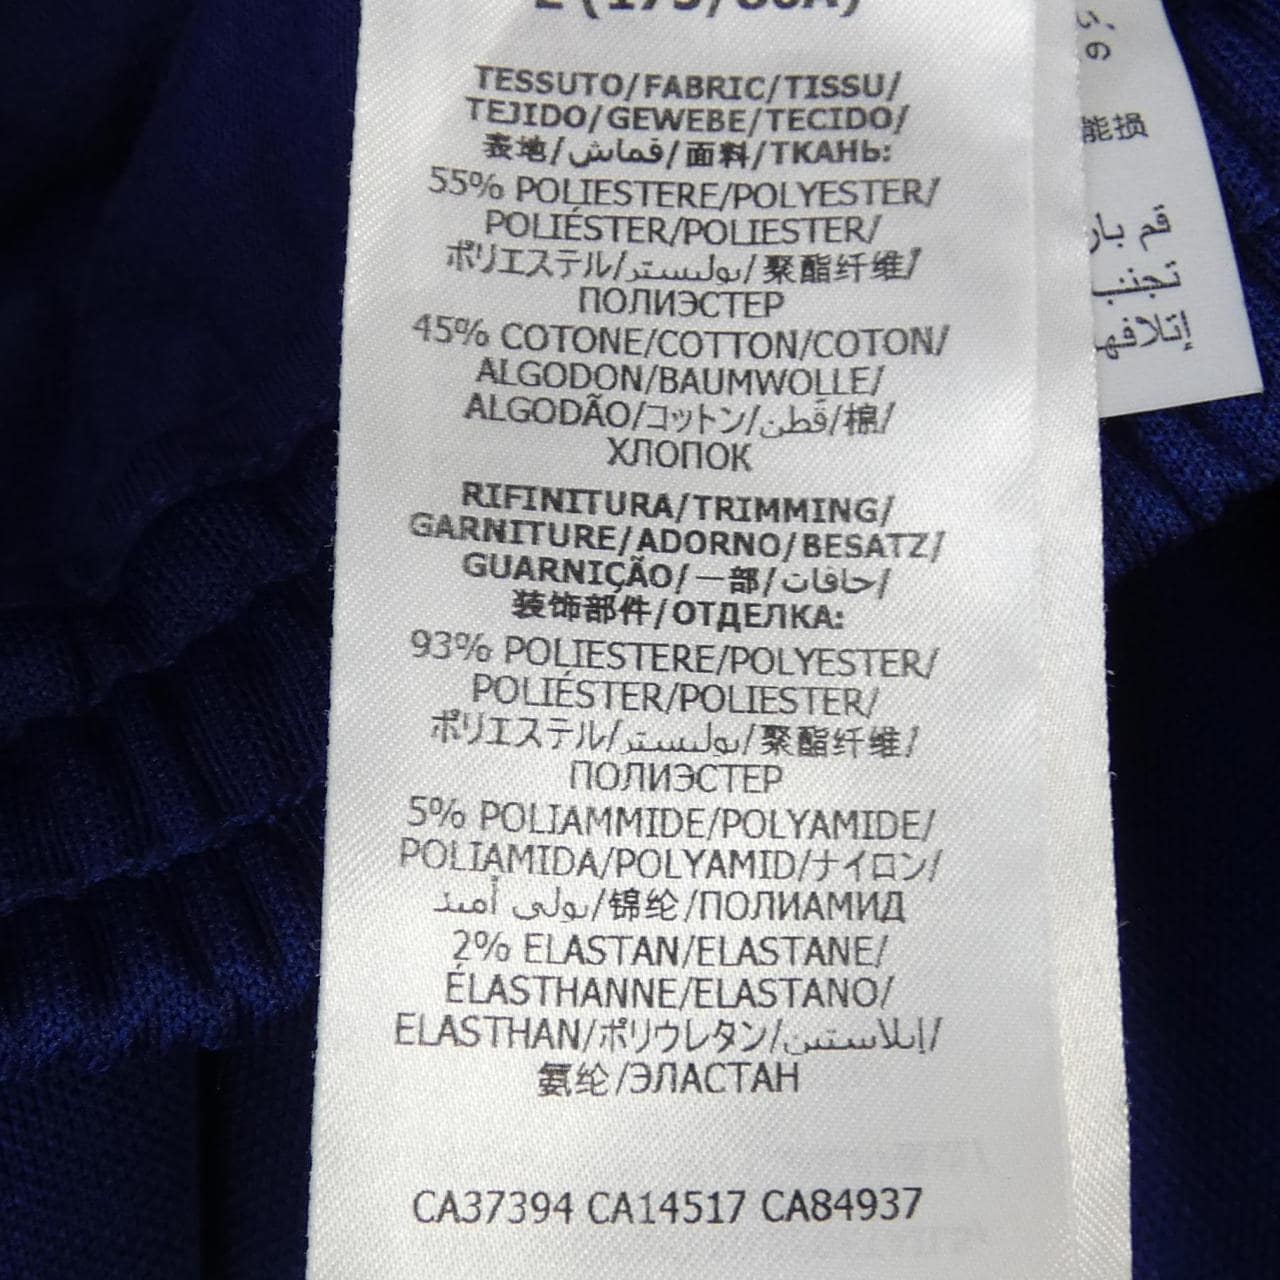 TESSUTO/FABRIC/TISSU/
TEJIDO/GEWEBE/TECIDO/
表地/قماش/面料/ТКАНЬ:
55% POLIESTERE/POLYESTER/
POLIÉSTER/POLIESTER/
ポリエステル/بوليستر/聚酯纤维/
ПОЛИЭСТЕР
45% COTONE/COTTON/COTON/
ALGODON/BAUMWOLLE/
ALGODÃO/コットン/قطن/棉/
ХЛОПОК
RIFINITURA/TRIMMING/
GARNITURE/ADORNO/BESATZ/
GUARNIÇÃO/一部/حافات/
装饰部件/ОТДЕЛКА:
93% POLIESTERE/POLYESTER/
POLIÉSTER/POLIESTER/
ポリエステル/بوليستر/聚酯纤维/
ПОЛИЭСТЕР
5% POLIAMMIDE/POLYAMIDE/
POLIAMIDA/POLYAMID/ナイロン/
بولي أميد/锦纶/ПОЛИАМИД
2% ELASTAN/ELASTANE/
ÉLASTHANNE/ELASTANO/
ELASTHAN/ポリウレタン/إيلاستين/
氨纶/ЭЛАСТАН
CA37394 CA14517 CA84937
能损
قم
تجنب
إتلافها